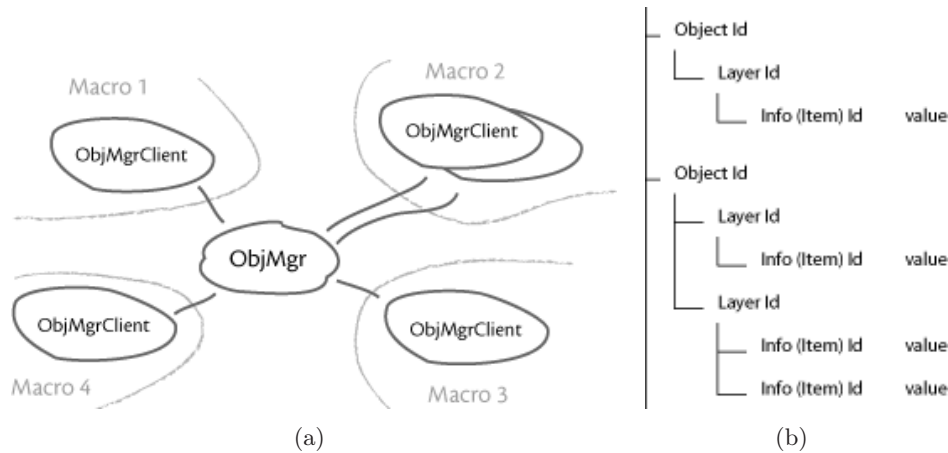 Macro 1
ObjMgrClient
Macro 2
ObjMgrClient
ObjMgr
ObjMgrClient
Macro 4
ObjMgrClient
Macro 3
(a)
Object Id
Layer Id
Info (Item) Id value
Object Id
Layer Id
Info (Item) Id value
Layer Id
Info (Item) Id value
Info (Item) Id value
(b)